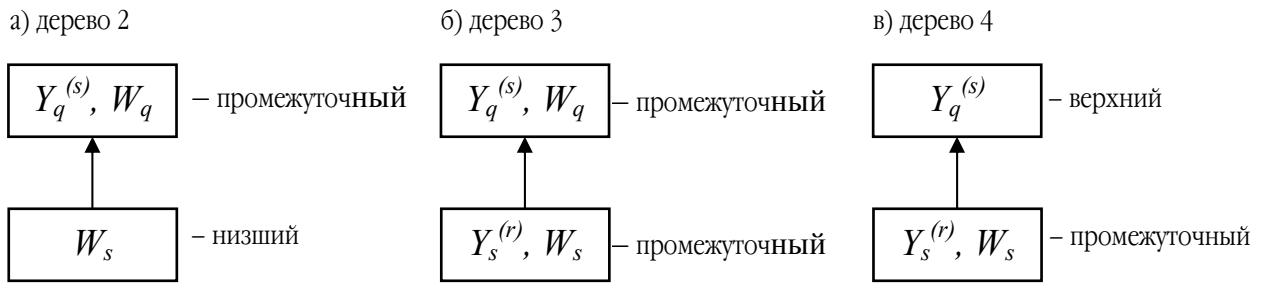 а) дерево 2
Y_q^(s), W_q – промежуточный
W_s – низший
б) дерево 3
Y_q^(s), W_q – промежуточный
Y_s^(r), W_s – промежуточный
в) дерево 4
Y_q^(s) – верхний
Y_s^(r), W_s – промежуточный